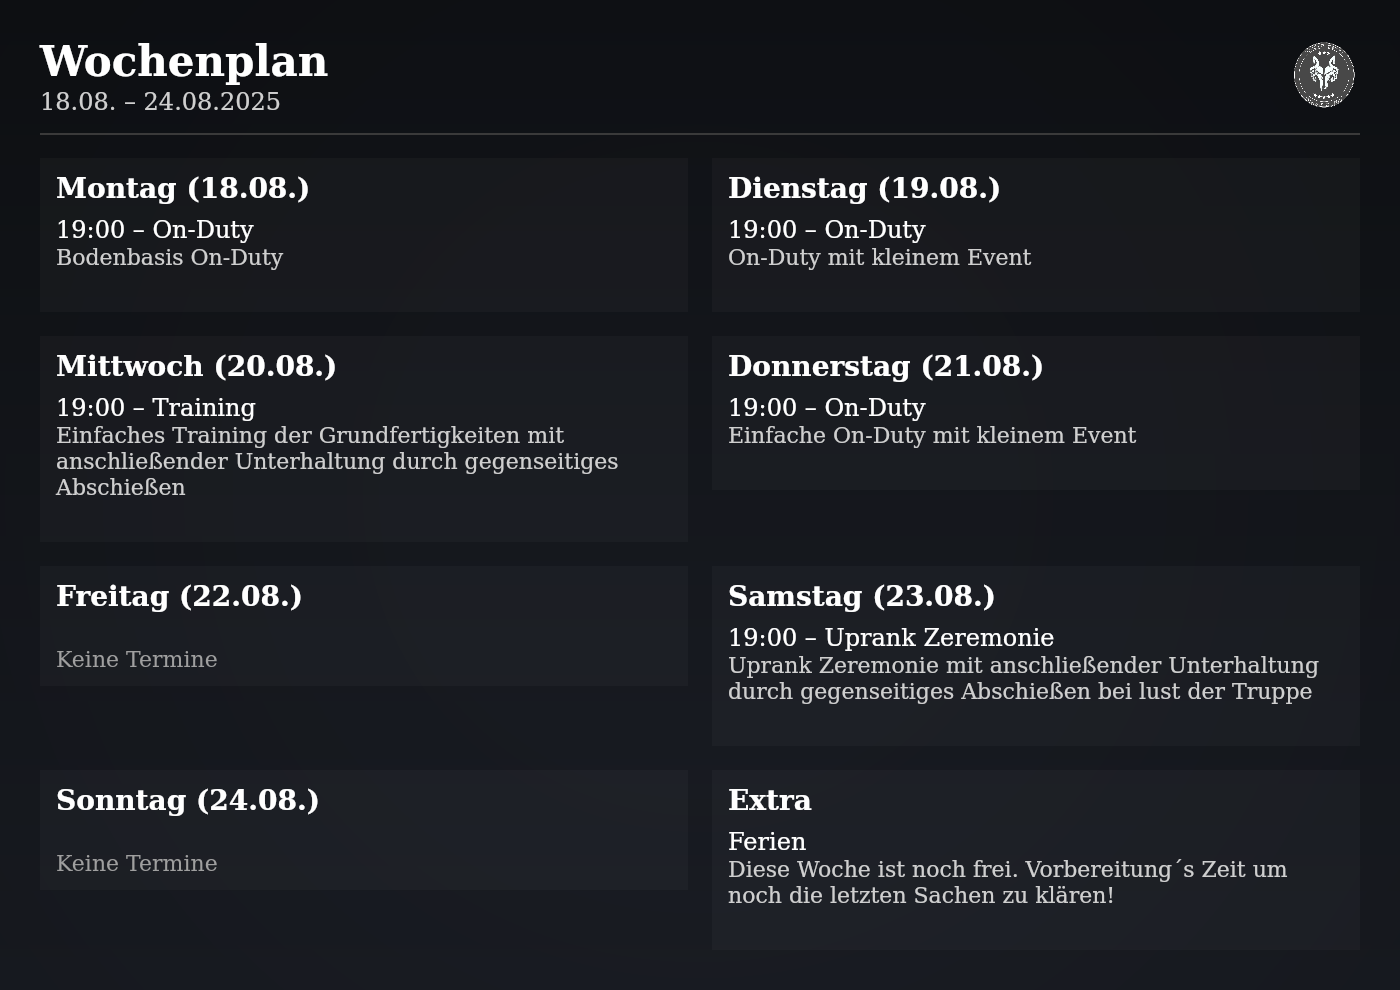 Wochenplan
18.08. – 24.08.2025
Montag (18.08.)
19:00 – On-Duty
Bodenbasis On-Duty
Dienstag (19.08.)
19:00 – On-Duty
On-Duty mit kleinem Event
Mittwoch (20.08.)
19:00 – Training
Einfaches Training der Grundfertigkeiten mit
anschließender Unterhaltung durch gegenseitiges
Abschießen
Donnerstag (21.08.)
19:00 – On-Duty
Einfache On-Duty mit kleinem Event
Freitag (22.08.)
Keine Termine
Samstag (23.08.)
19:00 – Uprank Zeremonie
Uprank Zeremonie mit anschließender Unterhaltung
durch gegenseitiges Abschießen bei lust der Truppe
Sonntag (24.08.)
Keine Termine
Extra
Ferien
Diese Woche ist noch frei. Vorbereitung´s Zeit um
noch die letzten Sachen zu klären!